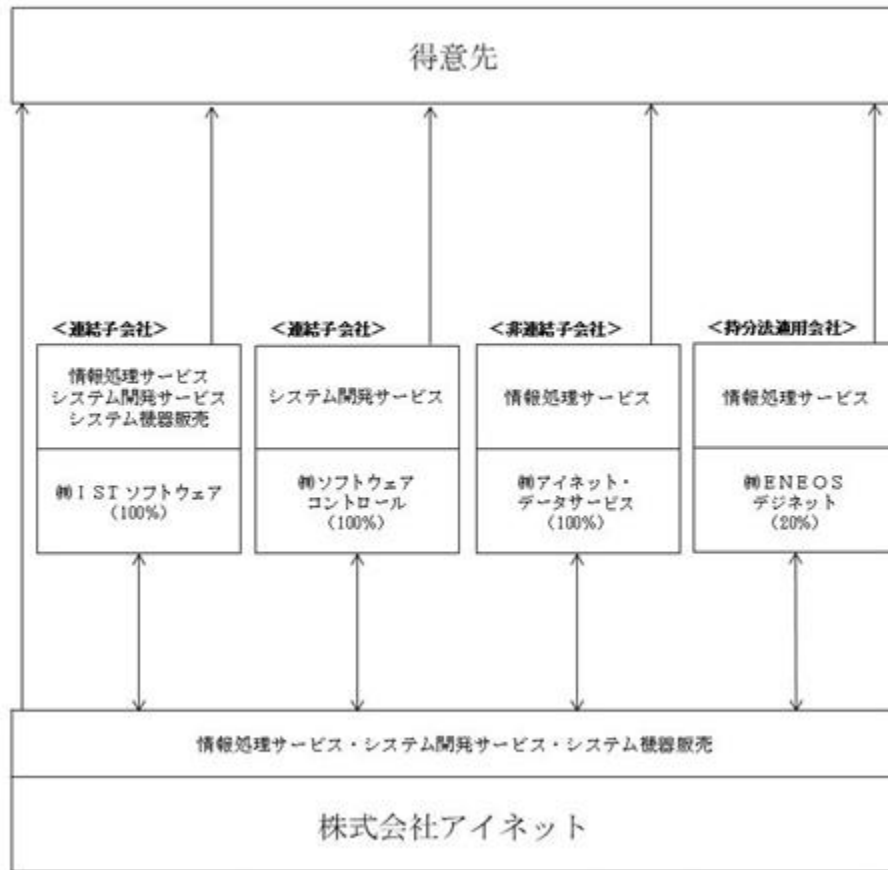 得意先
＜連結子会社＞
情報処理サービス
システム開発サービス
システム機器販売
㈱ＩＳＴソフトウェア
(100%)
＜連結子会社＞
システム開発サービス
㈱ソフトウェア
コントロール
(100%)
＜非連結子会社＞
情報処理サービス
㈱アイネット・
データサービス
(100%)
＜持分法適用会社＞
情報処理サービス
㈱ＥＮＥＯＳ
デジネット
(20%)
情報処理サービス・システム開発サービス・システム機器販売
株式会社アイネット